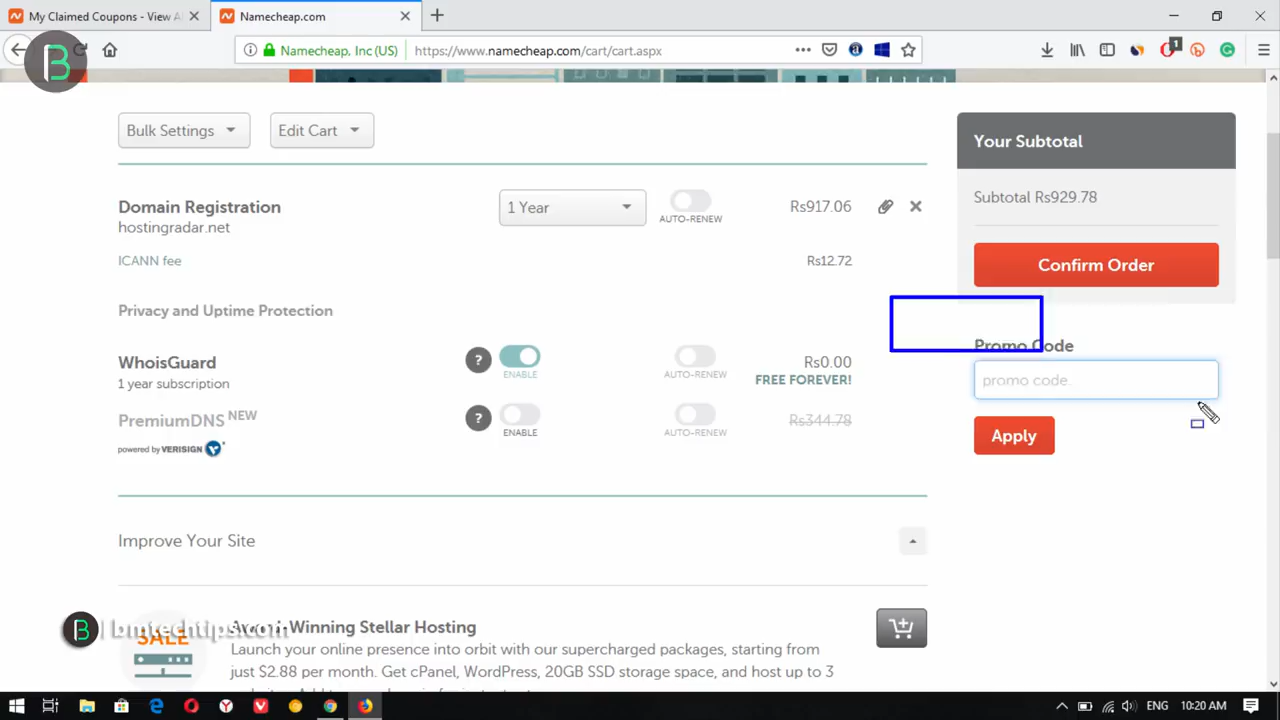 My Claimed Coupons - View A
Namecheap.com
Namecheap, Inc (US)
https://www.namecheap.com/cart/cart.aspx
1
Bulk Settings
Edit Cart
Your Subtotal
Subtotal Rs929.78
Confirm Order
Domain Registration
hostingradar.net
1 Year
AUTO-RENEW
Rs917.06
ICANN fee
Rs12.72
Privacy and Uptime Protection
WhoisGuard
1 year subscription
?
ENABLE
AUTO-RENEW
Rs0.00
FREE FOREVER!
PremiumDNS NEW
powered by VERISIGN
?
ENABLE
AUTO-RENEW
Rs344.78
Promo Code
promo code.
Apply
Improve Your Site
SALE
bmtechtips.com
-Winning Stellar Hosting
Launch your online presence into orbit with our supercharged packages, starting from
just $2.88 per month. Get cPanel, WordPress, 20GB SSD storage space, and host up to 3
ENG
10:20 AM